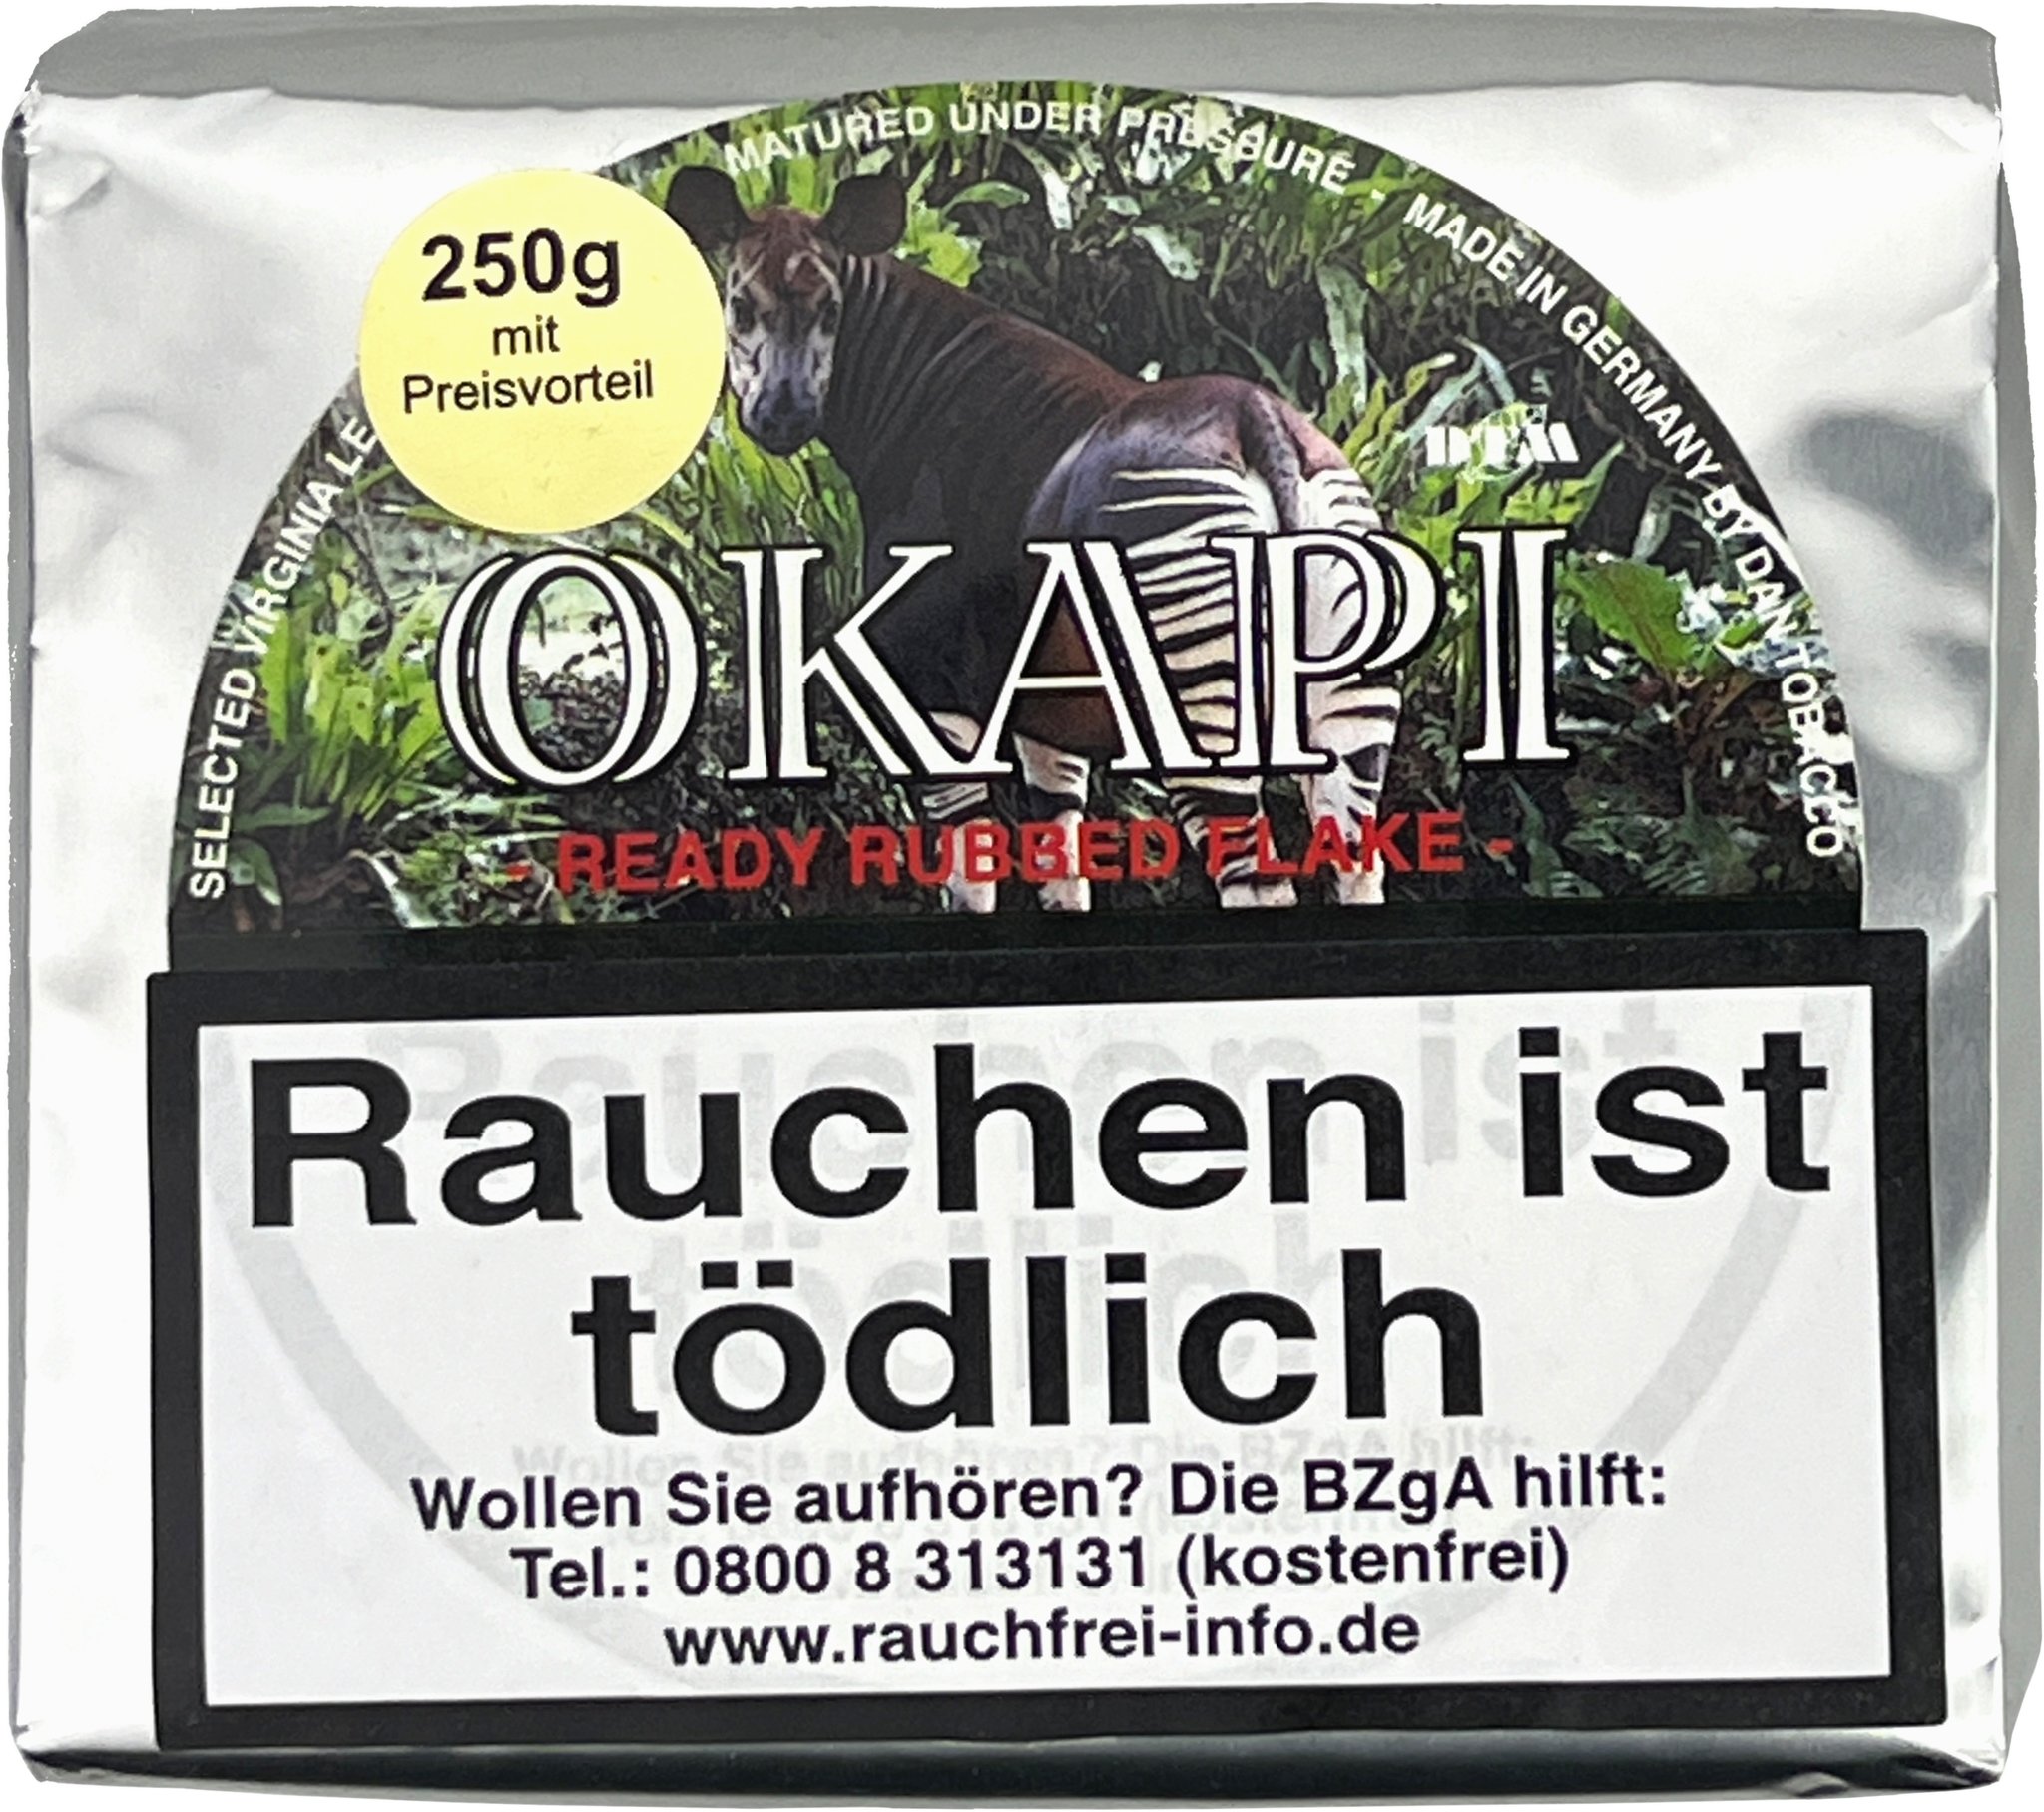 SELECTED VIRGINIA LE
MATURED UNDER PRESSURE - MADE IN GERMANY BY DAN TOBACCO
250g
mit
Preisvorteil
DTM
OKAPI
- READY RUBBED FLAKE -
Rauchen ist
tödlich
Wollen Sie aufhören? Die BZgA hilft:
Tel.: 0800 8 313131 (kostenfrei)
www.rauchfrei-info.de